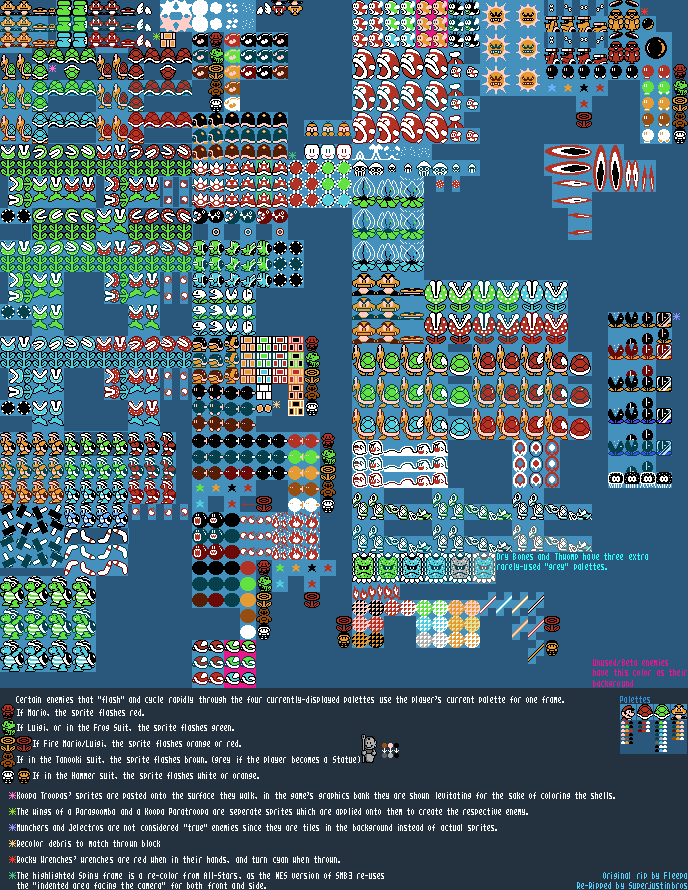 Dry Bones and Thwomp have three extra
rarely-used "grey" palettes.
Unused/Beta enemies
have this color as their
background
Certain enemies that "flash" and cycle rapidly through the four currently-displayed palettes use the player's current palette for one frame.
Palettes
If Mario, the sprite flashes red.
If Luigi, or in the Frog Suit, the sprite flashes green.
If Fire Mario/Luigi, the sprite flashes orange or red.
If in the Tanooki suit, the sprite flashes brown, (grey if the player becomes a Statue)
If in the Hammer suit, the sprite flashes white or orange.
Koopa Troopas' sprites are pasted onto the surface they walk, in the game's graphics bank they are shown levitating for the sake of coloring the shells.
The wings of a Paragoomba and a Koopa Paratroopa are seperate sprites which are applied onto them to create the respective enemy.
Munchers and Jelectros are not considered "true" enemies since they are tiles in the background instead of actual sprites.
Recolor debris to match thrown block
Rocky Wrenches' wrenches are red when in their hands, and turn cyan when thrown.
The highlighted Spiny frame is a re-color from All-Stars, as the NES version of SMB3 re-uses
the "indented area facing the camera" for both front and side.
Original rip by Fleepa
Re-Ripped by Superjustinbros